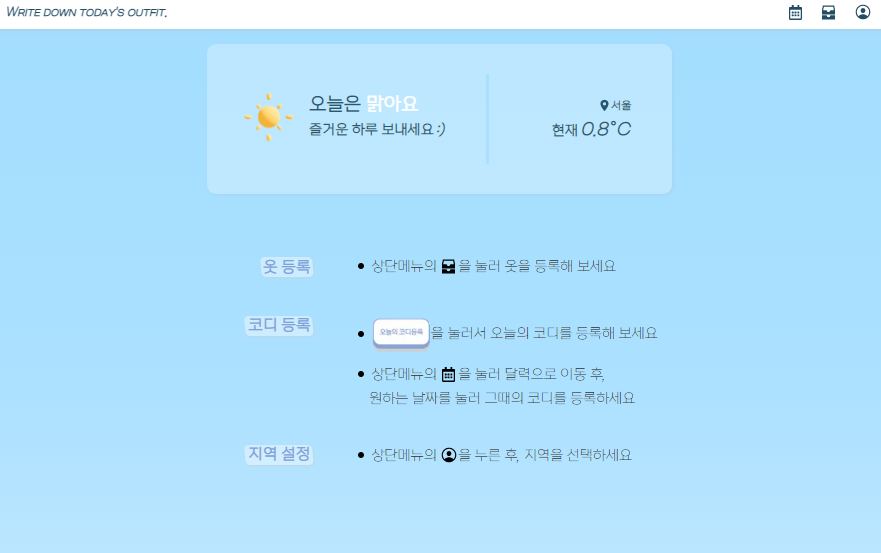 WRITE DOWN TODAY'S OUTFIT.
오늘은 맑아요
즐거운 하루 보내세요 :)
서울
현재 0.8°C
옷 등록
상단메뉴의 을 눌러 옷을 등록해 보세요
코디 등록
오늘의 코디등록 을 눌러서 오늘의 코디를 등록해 보세요
상단메뉴의 을 눌러 달력으로 이동 후,
원하는 날짜를 눌러 그때의 코디를 등록하세요
지역 설정
상단메뉴의 을 누른 후, 지역을 선택하세요